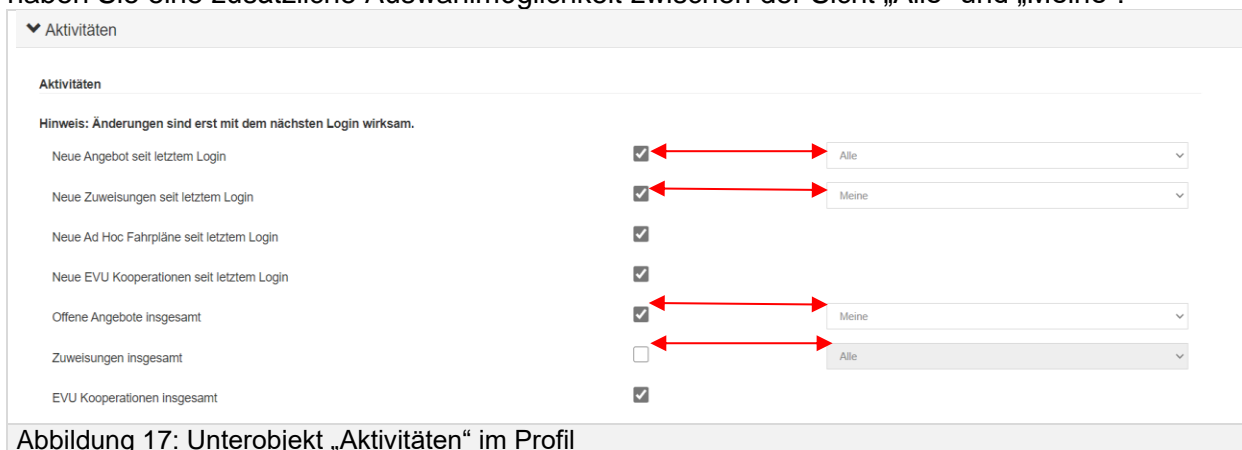 haben Sie eine zusätzliche Auswahlmöglichkeit zwischen der Sicht „Alle“ und „Meine“.
Aktivitäten
Aktivitäten
Hinweis: Änderungen sind erst mit dem nächsten Login wirksam.
Neue Angebot seit letztem Login Alle
Neue Zuweisungen seit letztem Login Meine
Neue Ad Hoc Fahrpläne seit letztem Login
Neue EVU Kooperationen seit letztem Login
Offene Angebote insgesamt Meine
Zuweisungen insgesamt Alle
EVU Kooperationen insgesamt
Abbildung 17: Unterobjekt „Aktivitäten“ im Profil